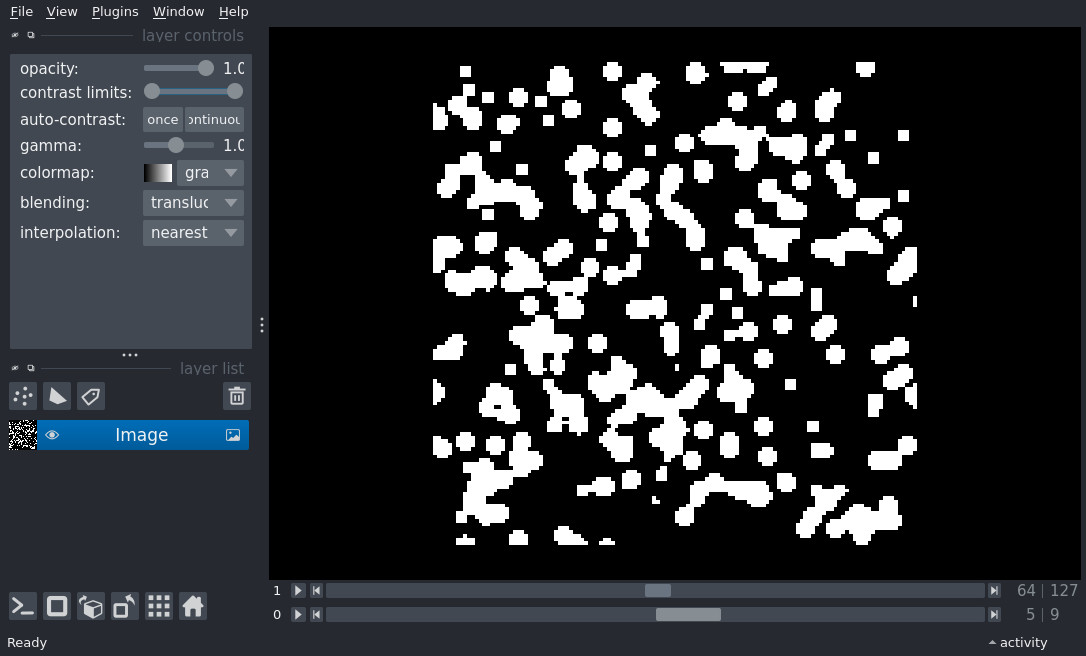 File View Plugins Window Help
layer controls
opacity: 1.0
contrast limits:
auto-contrast: once ontinuou
gamma: 1.0
colormap: gra
blending: transluc
interpolation: nearest
layer list
Image
1 64 | 127
0 5 | 9
Ready activity